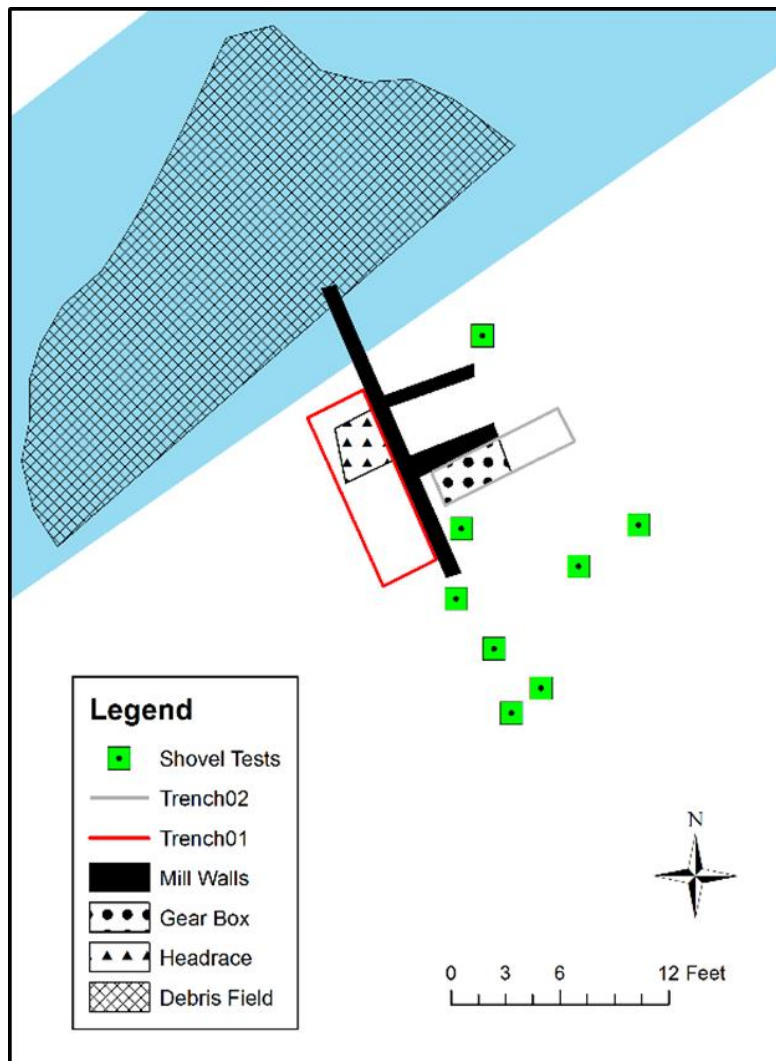 Legend
Shovel Tests
Trench02
Trench01
Mill Walls
Gear Box
Headrace
Debris Field
N
0 3 6 12 Feet